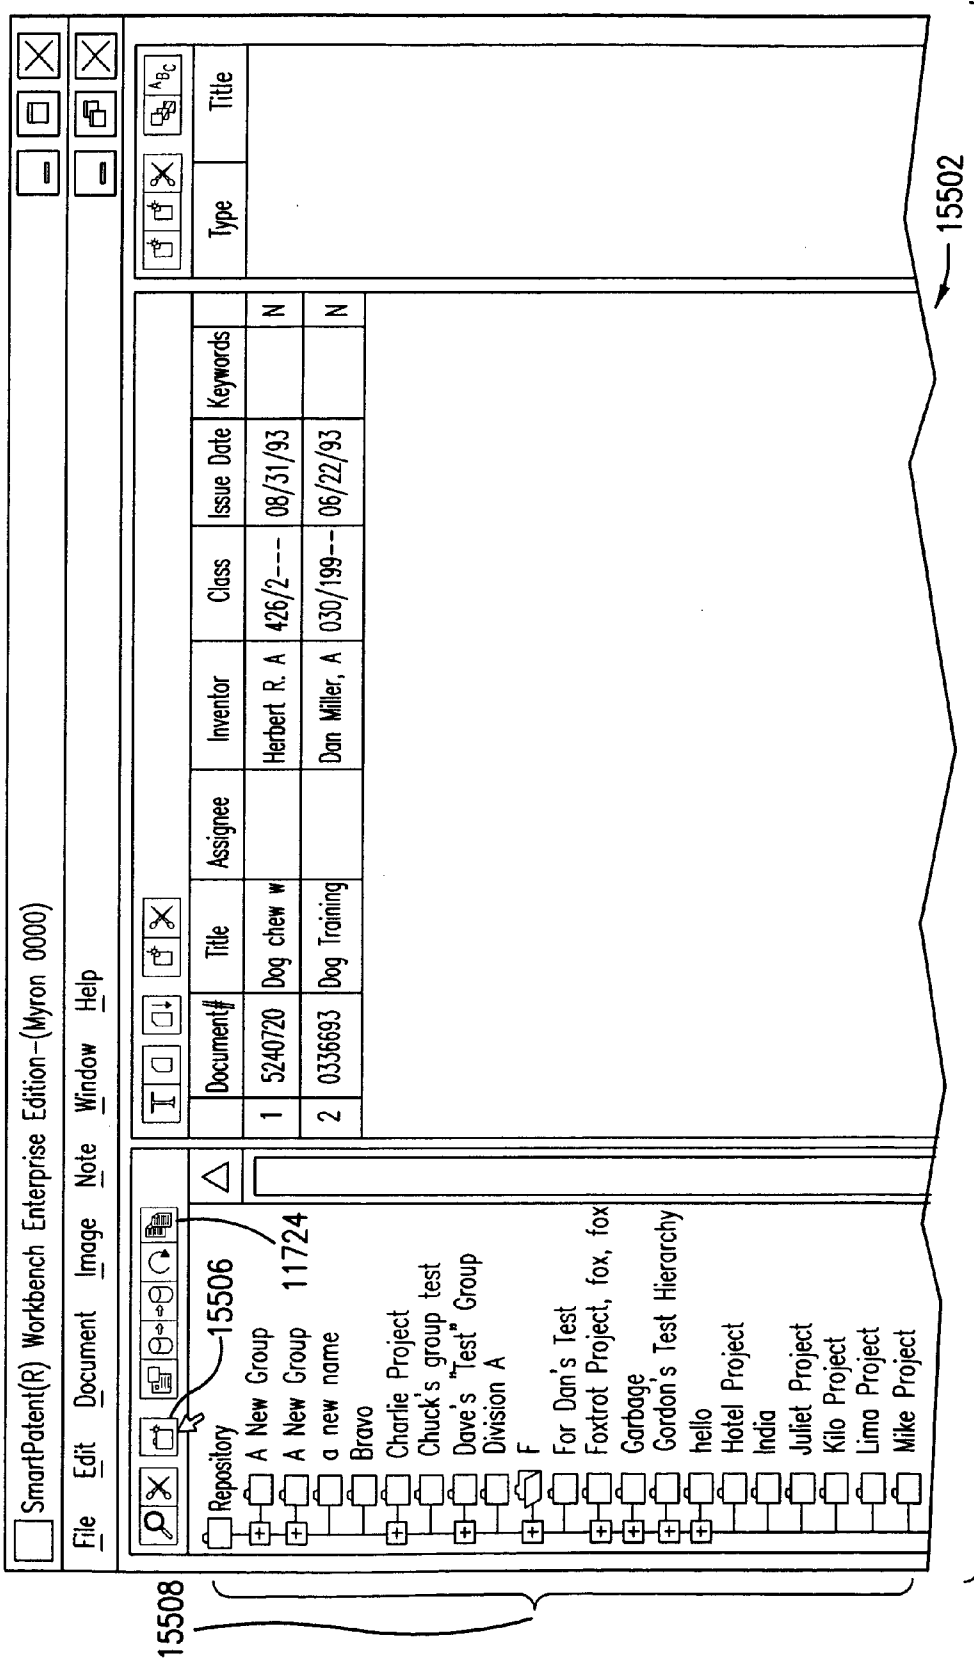 SmartPatent(R) Workbench Enterprise Edition-(Myron 0000)
File Edit Document Image Note Window Help
ABC
Repository
A New Group
A New Group
a new name
Bravo
Charlie Project
Chuck's group test
Dave's "Test" Group
Division A
F
For Dan's Test
Foxtrot Project, fox, fox
Garbage
Gordon's Test Hierarchy
hello
Hotel Project
India
Juliet Project
Kilo Project
Lima Project
Mike Project
Document# Title Assignee Inventor Class Issue Date Keywords
1 5240720 Dog chew w Herbert R. A 426/2--- 08/31/93 N
2 0336693 Dog Training Dan Miller, A 030/199-- 06/22/93 N
Type Title
15506
11724
15508
15502